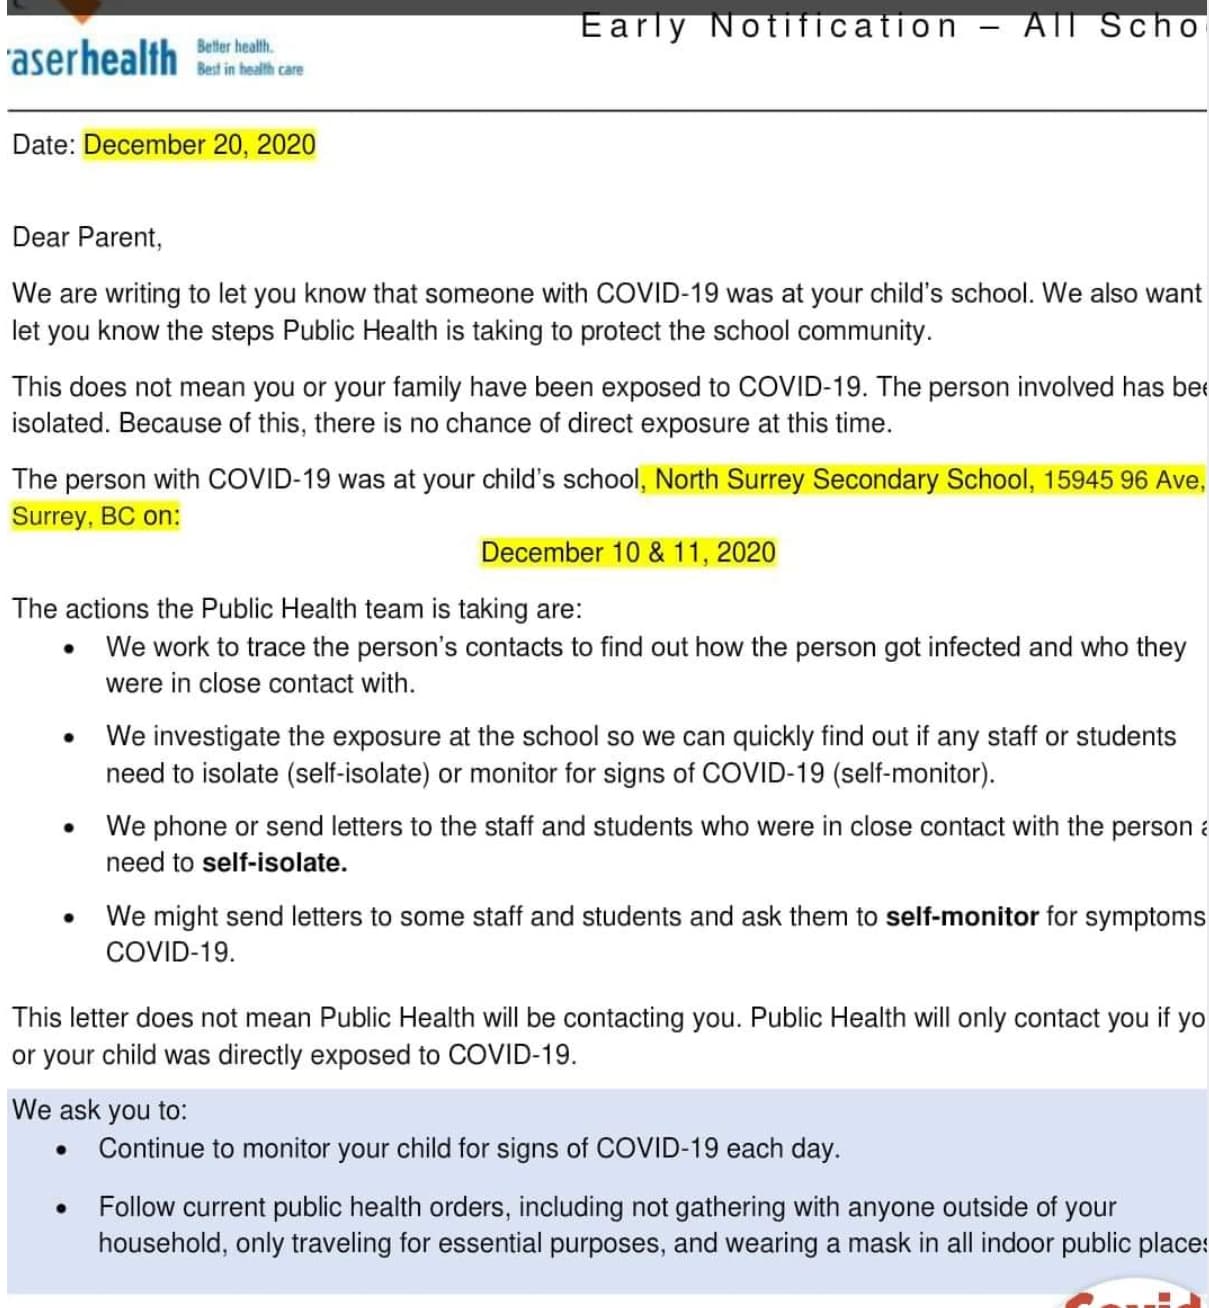 Early Notification – All Scho
aserhealth Better health.
Best in health care
Date: December 20, 2020
Dear Parent,
We are writing to let you know that someone with COVID-19 was at your child's school. We also want
let you know the steps Public Health is taking to protect the school community.
This does not mean you or your family have been exposed to COVID-19. The person involved has bee
isolated. Because of this, there is no chance of direct exposure at this time.
The person with COVID-19 was at your child's school, North Surrey Secondary School, 15945 96 Ave,
Surrey, BC on:
December 10 & 11, 2020
The actions the Public Health team is taking are:
• We work to trace the person's contacts to find out how the person got infected and who they
were in close contact with.
• We investigate the exposure at the school so we can quickly find out if any staff or students
need to isolate (self-isolate) or monitor for signs of COVID-19 (self-monitor).
• We phone or send letters to the staff and students who were in close contact with the person a
need to self-isolate.
• We might send letters to some staff and students and ask them to self-monitor for symptoms
COVID-19.
This letter does not mean Public Health will be contacting you. Public Health will only contact you if yo
or your child was directly exposed to COVID-19.
We ask you to:
• Continue to monitor your child for signs of COVID-19 each day.
• Follow current public health orders, including not gathering with anyone outside of your
household, only traveling for essential purposes, and wearing a mask in all indoor public places